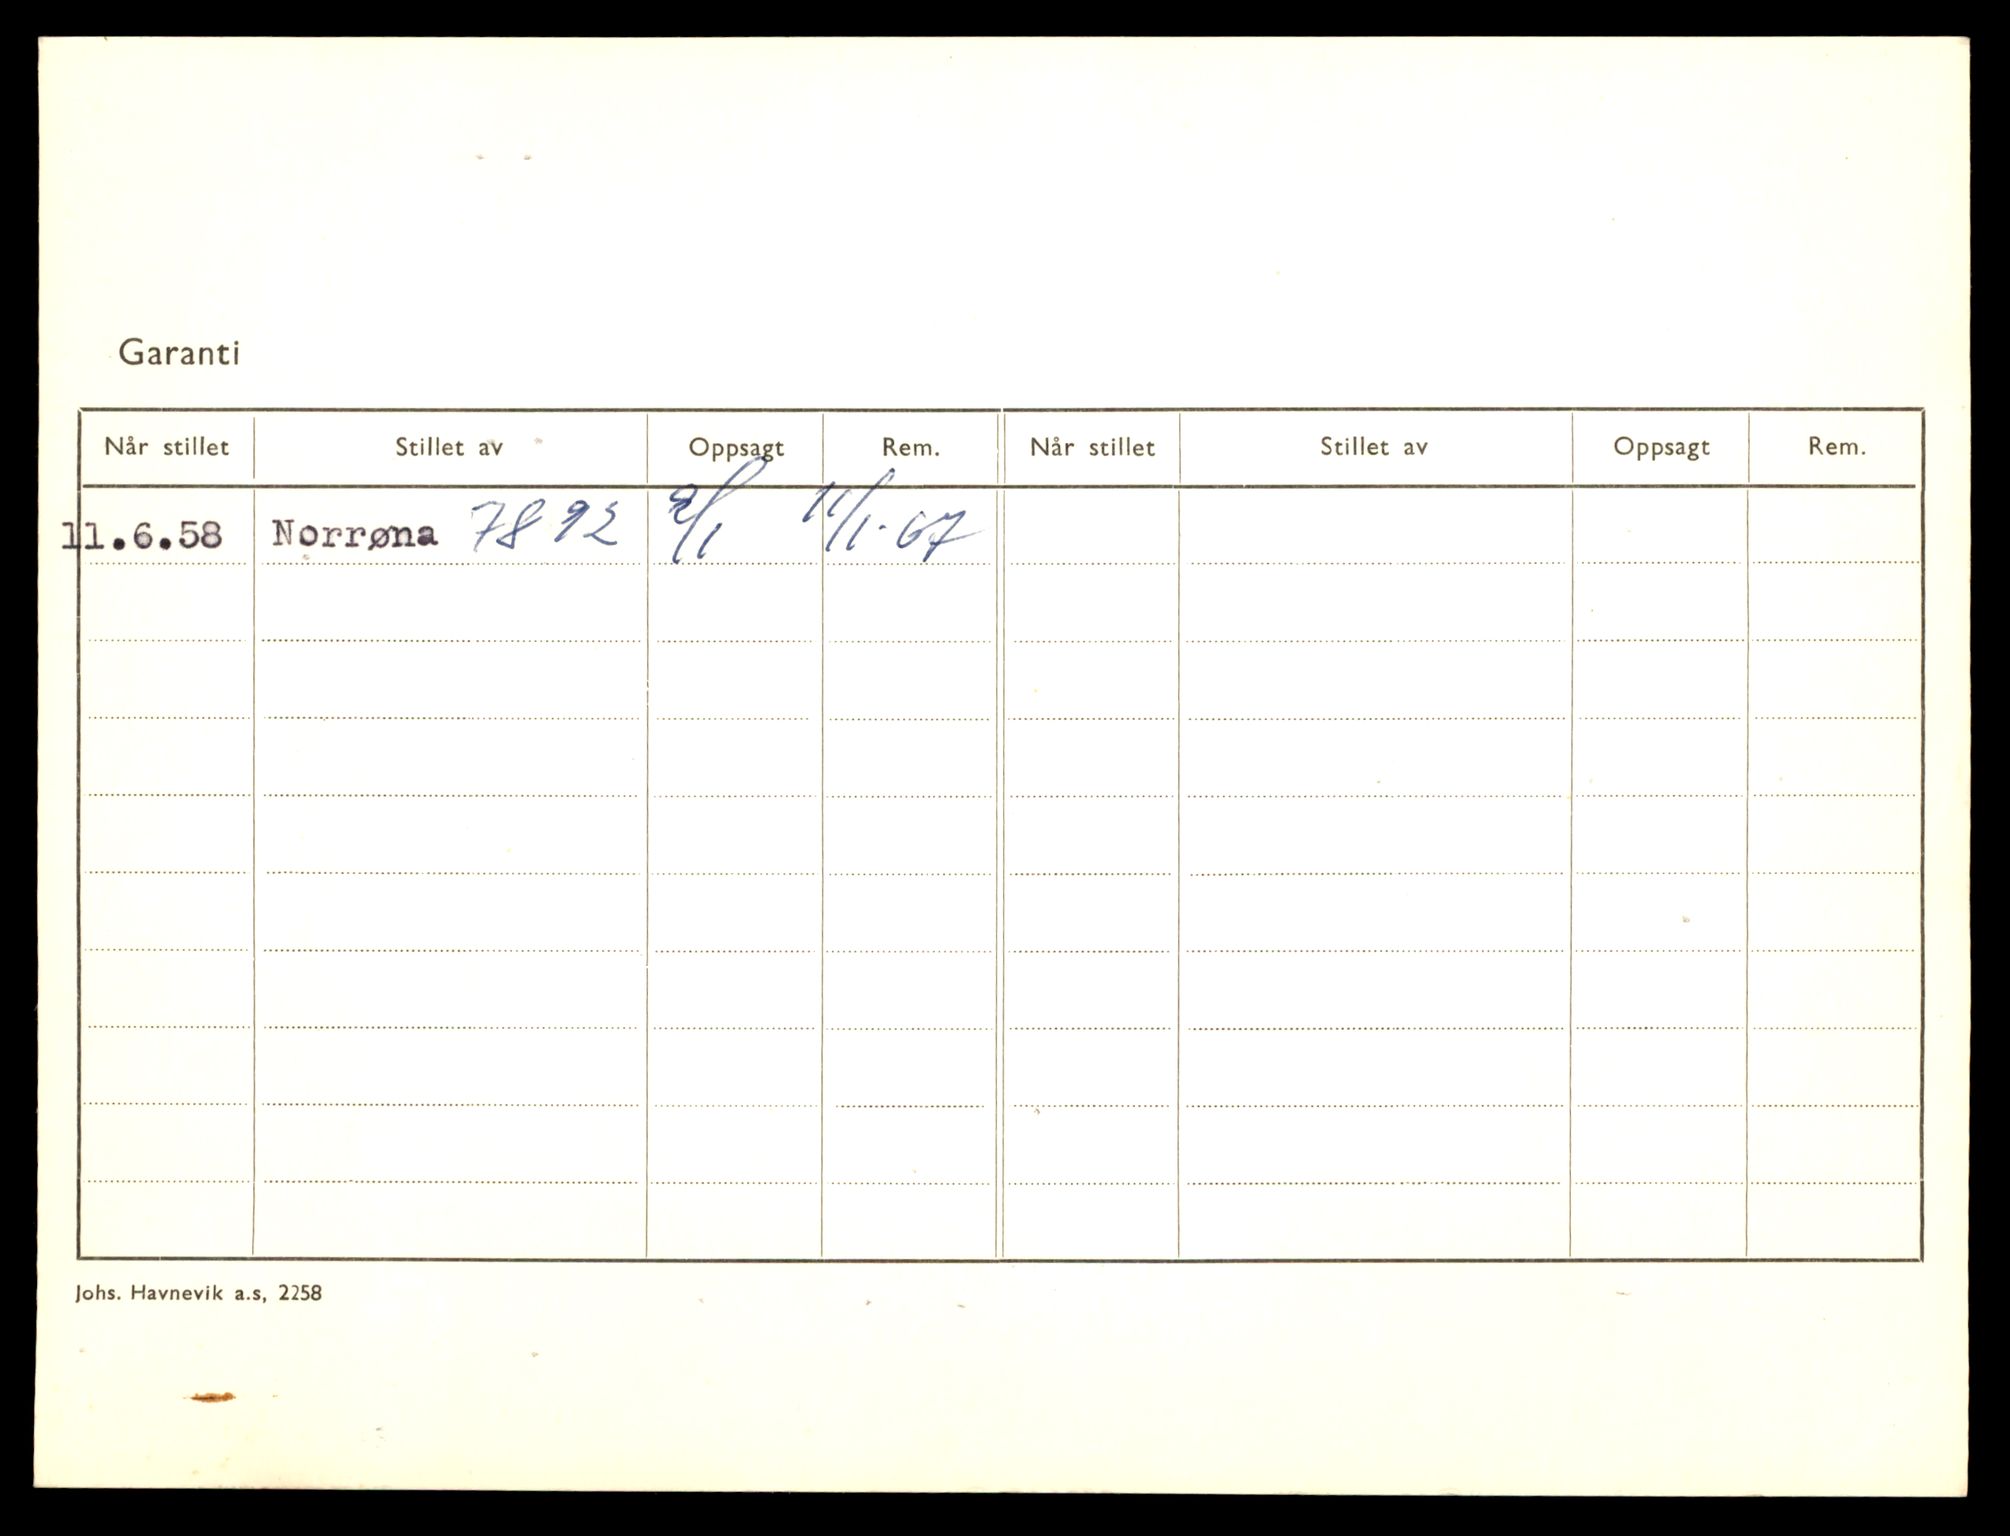 Garanti
Når stillet Stillet av Oppsagt Rem. Når stillet Stillet av Oppsagt Rem.
11.6.58 Norrøna 7892 9/1 11/1-67
Johs. Havnevik a.s, 2258